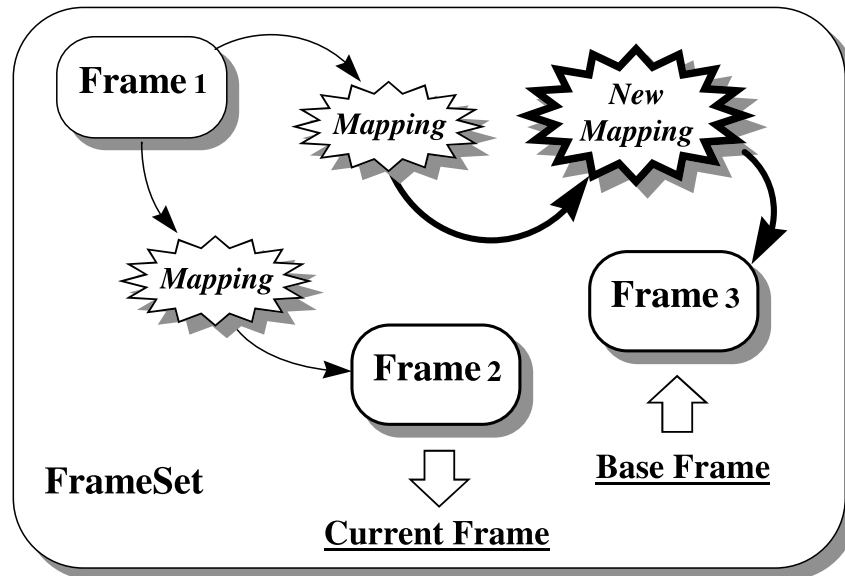 Frame 1
Mapping
New
Mapping
Mapping
Frame 3
Frame 2
Base Frame
FrameSet
Current Frame